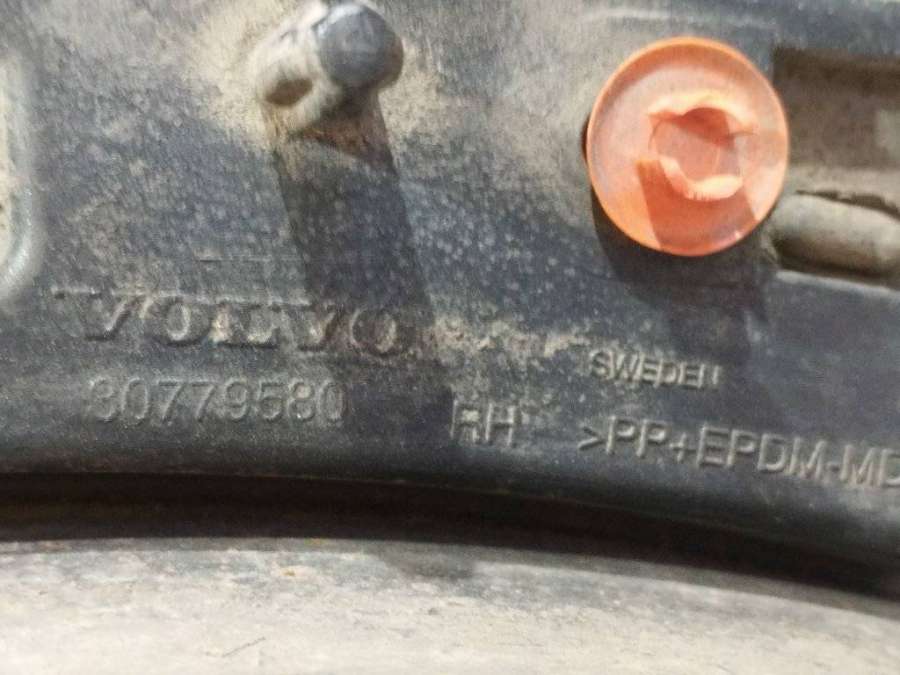 VOLVO
SWEDEN
30779580 RH >PP+EPDM-MD